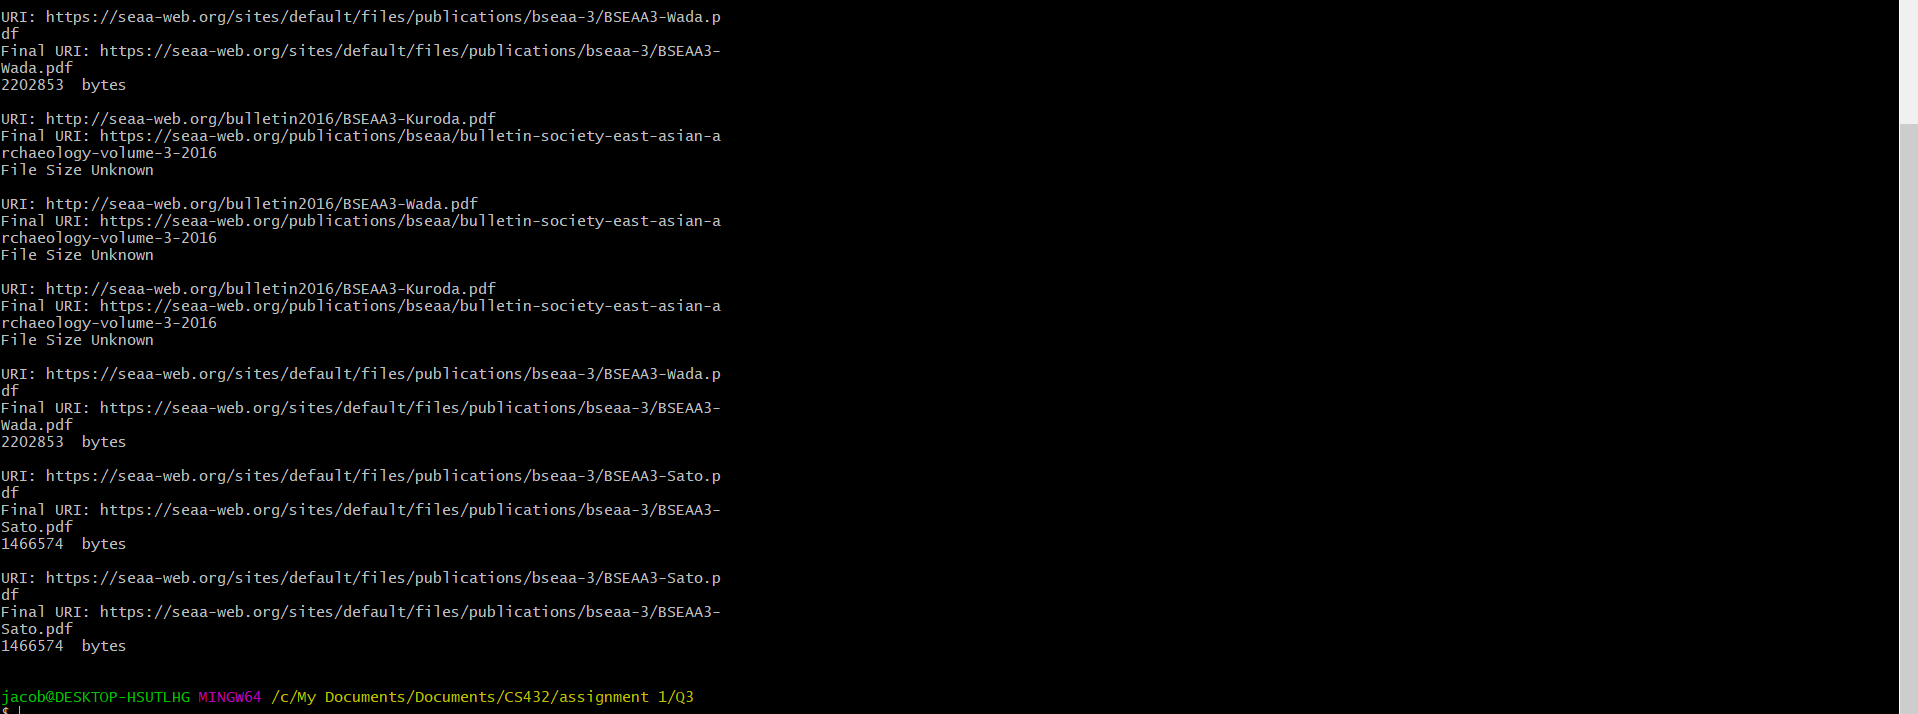 URI: https://seaa-web.org/sites/default/files/publications/bseaa-3/BSEAA3-Wada.p
df
Final URI: https://seaa-web.org/sites/default/files/publications/bseaa-3/BSEAA3-
Wada.pdf
2202853  bytes

URI: http://seaa-web.org/bulletin2016/BSEAA3-Kuroda.pdf
Final URI: https://seaa-web.org/publications/bseaa/bulletin-society-east-asian-a
rchaeology-volume-3-2016
File Size Unknown

URI: http://seaa-web.org/bulletin2016/BSEAA3-Wada.pdf
Final URI: https://seaa-web.org/publications/bseaa/bulletin-society-east-asian-a
rchaeology-volume-3-2016
File Size Unknown

URI: http://seaa-web.org/bulletin2016/BSEAA3-Kuroda.pdf
Final URI: https://seaa-web.org/publications/bseaa/bulletin-society-east-asian-a
rchaeology-volume-3-2016
File Size Unknown

URI: https://seaa-web.org/sites/default/files/publications/bseaa-3/BSEAA3-Wada.p
df
Final URI: https://seaa-web.org/sites/default/files/publications/bseaa-3/BSEAA3-
Wada.pdf
2202853  bytes

URI: https://seaa-web.org/sites/default/files/publications/bseaa-3/BSEAA3-Sato.p
df
Final URI: https://seaa-web.org/sites/default/files/publications/bseaa-3/BSEAA3-
Sato.pdf
1466574  bytes

URI: https://seaa-web.org/sites/default/files/publications/bseaa-3/BSEAA3-Sato.p
df
Final URI: https://seaa-web.org/sites/default/files/publications/bseaa-3/BSEAA3-
Sato.pdf
1466574  bytes

jacob@DESKTOP-HSUTLHG MINGW64 /c/My Documents/Documents/CS432/assignment 1/Q3
$